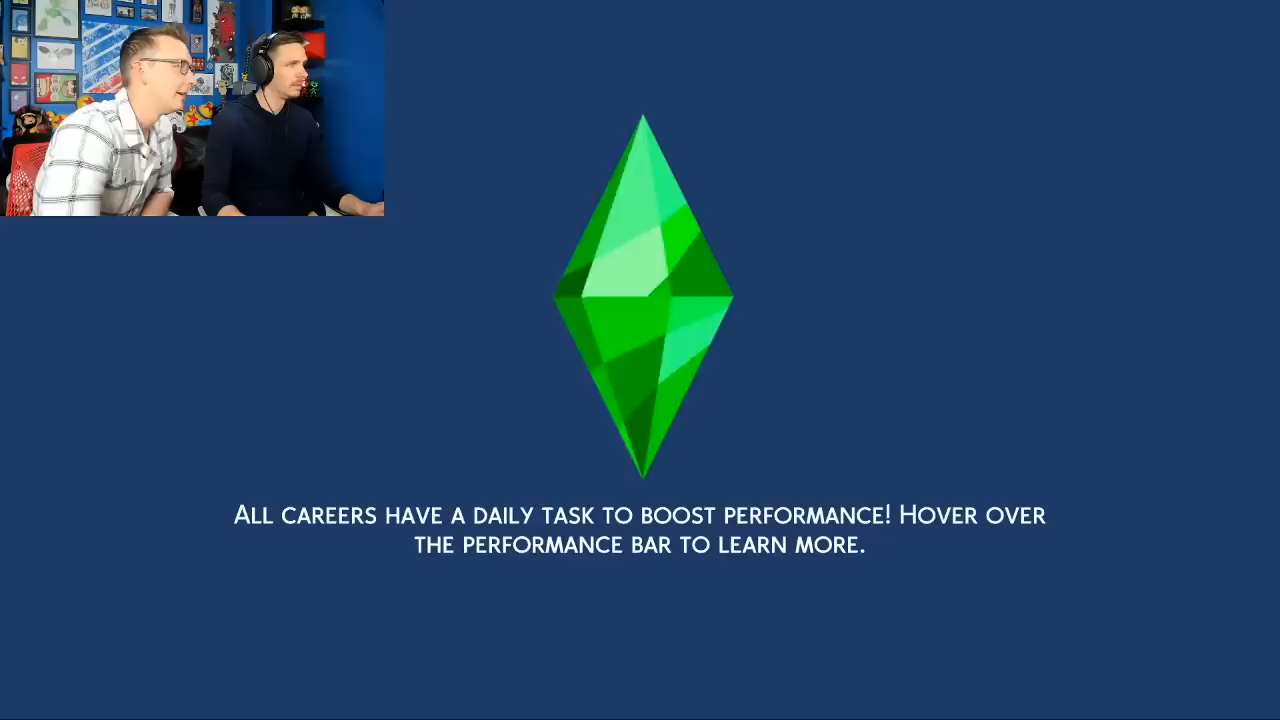 All careers have a daily task to boost performance! Hover over
the performance bar to learn more.